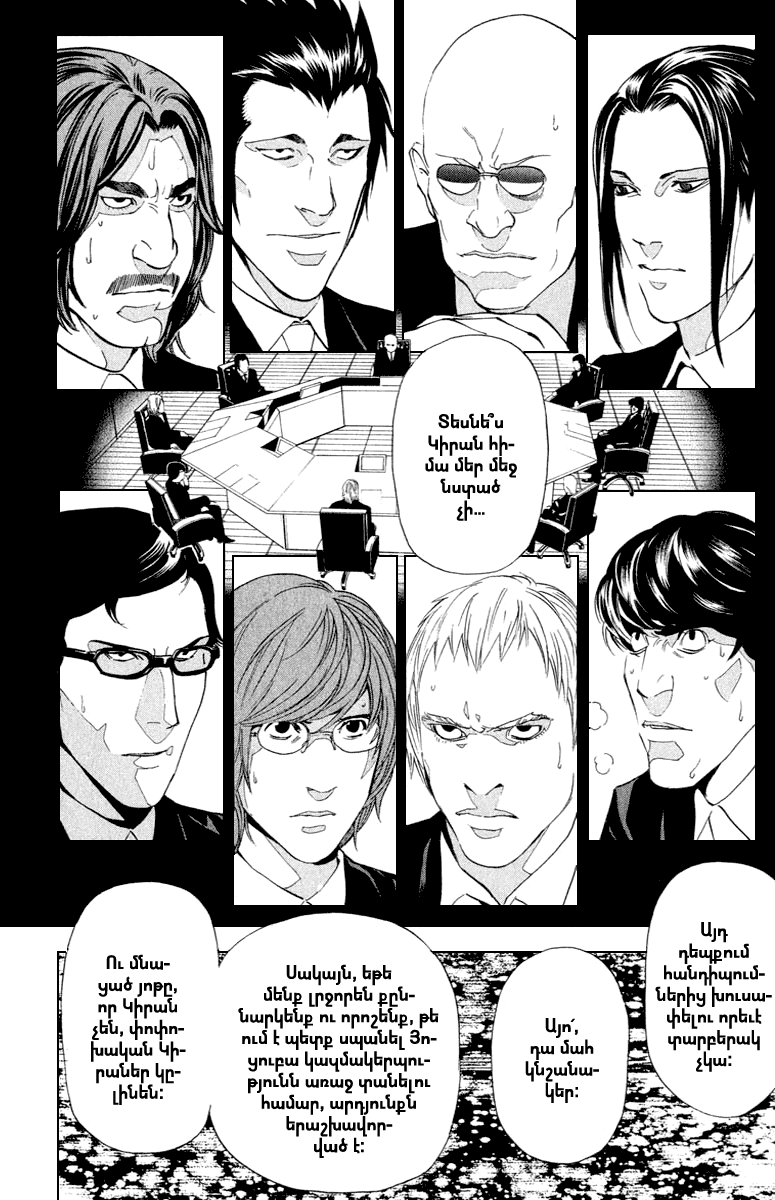 Տեսնե՞ս
Կիրան հի-
մա մեր մեջ
նստած
չի...
Այդ
դեպքում
հանդիպում-
ներից խուսա-
փելու որեւէ
տարբերակ
չկա:
Այո՛,
դա մահ
կնշանա-
կեր:
Սակայն, եթե
մենք լրջորեն քըն-
նարկենք ու որոշենք, թե
ում է պետք սպանել Յո-
ցուբա կազմակերպու-
թյունն առաջ տանելու
համար, արդյունքն
երաշխավոր-
ված է:
Ու մնա-
ցած յոթը,
որ Կիրան
չեն, փոփո-
խական Կի-
րաներ կը-
լինեն: